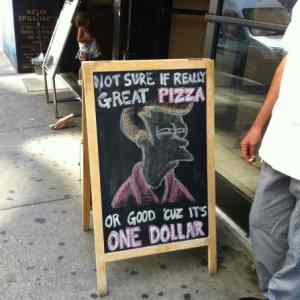 NOT SURE IF REALLY
GREAT PIZZA
OR GOOD 'CUZ IT'S
ONE DOLLAR